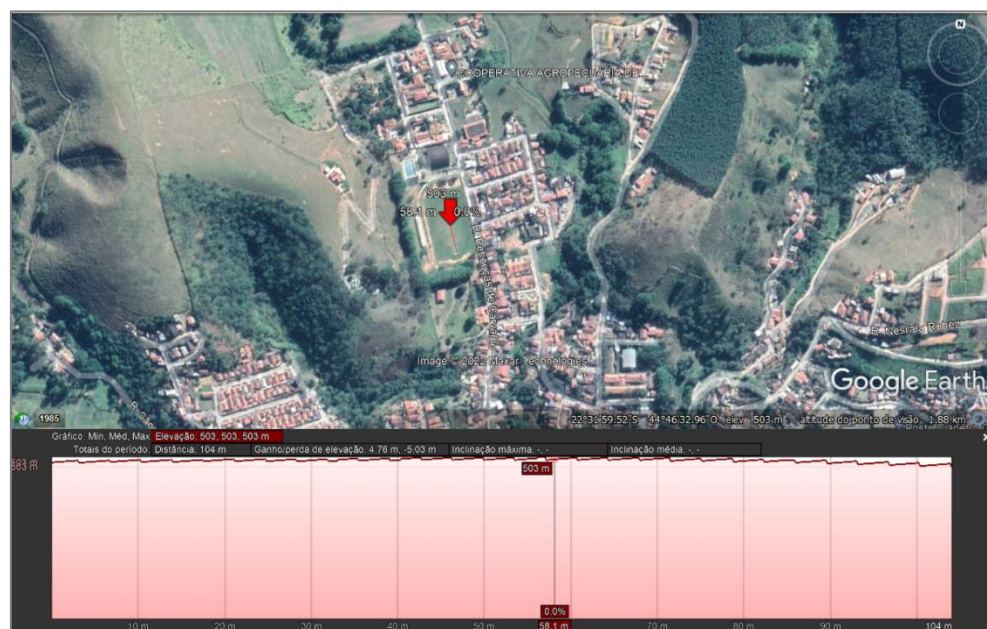 N
COOPERATIVA AGROPECUÁRIA DE
503 m
58.1 m 0.0%
R. Nesrala Rubez
Image © 2022 Maxar Technologies
Google Earth
1985
22°31'59.52"S 44°46'32.96"O elev 503 m altitude do ponto de visão 1.88 km
Gráfico: Mín, Méd, Max Elevação: 503, 503, 503 m
Totais do período: Distância: 104 m Ganho/perda de elevação: 4.76 m, -5.03 m Inclinação máxima: -, - Inclinação média: -, -
503 m
0.0%
10 m 20 m 30 m 40 m 50 m 58.1 m 70 m 80 m 90 m 104 m